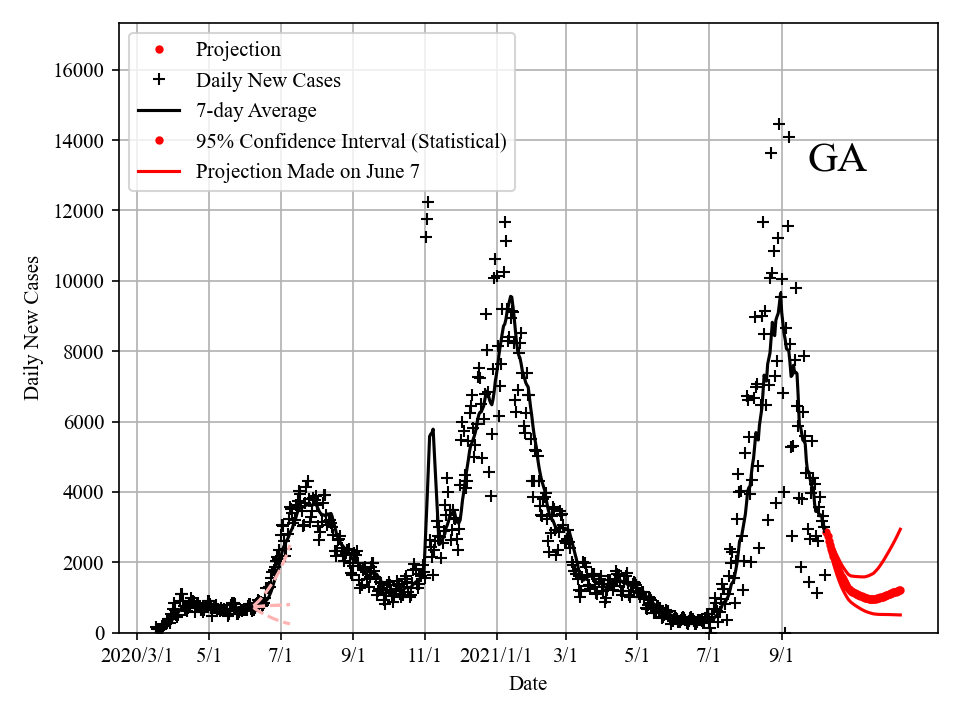 Projection
Daily New Cases
7-day Average
95% Confidence Interval (Statistical)
Projection Made on June 7
GA
16000
14000
12000
10000
8000
6000
4000
2000
0
Daily New Cases
2020/3/1 5/1 7/1 9/1 11/1 2021/1/1 3/1 5/1 7/1 9/1
Date